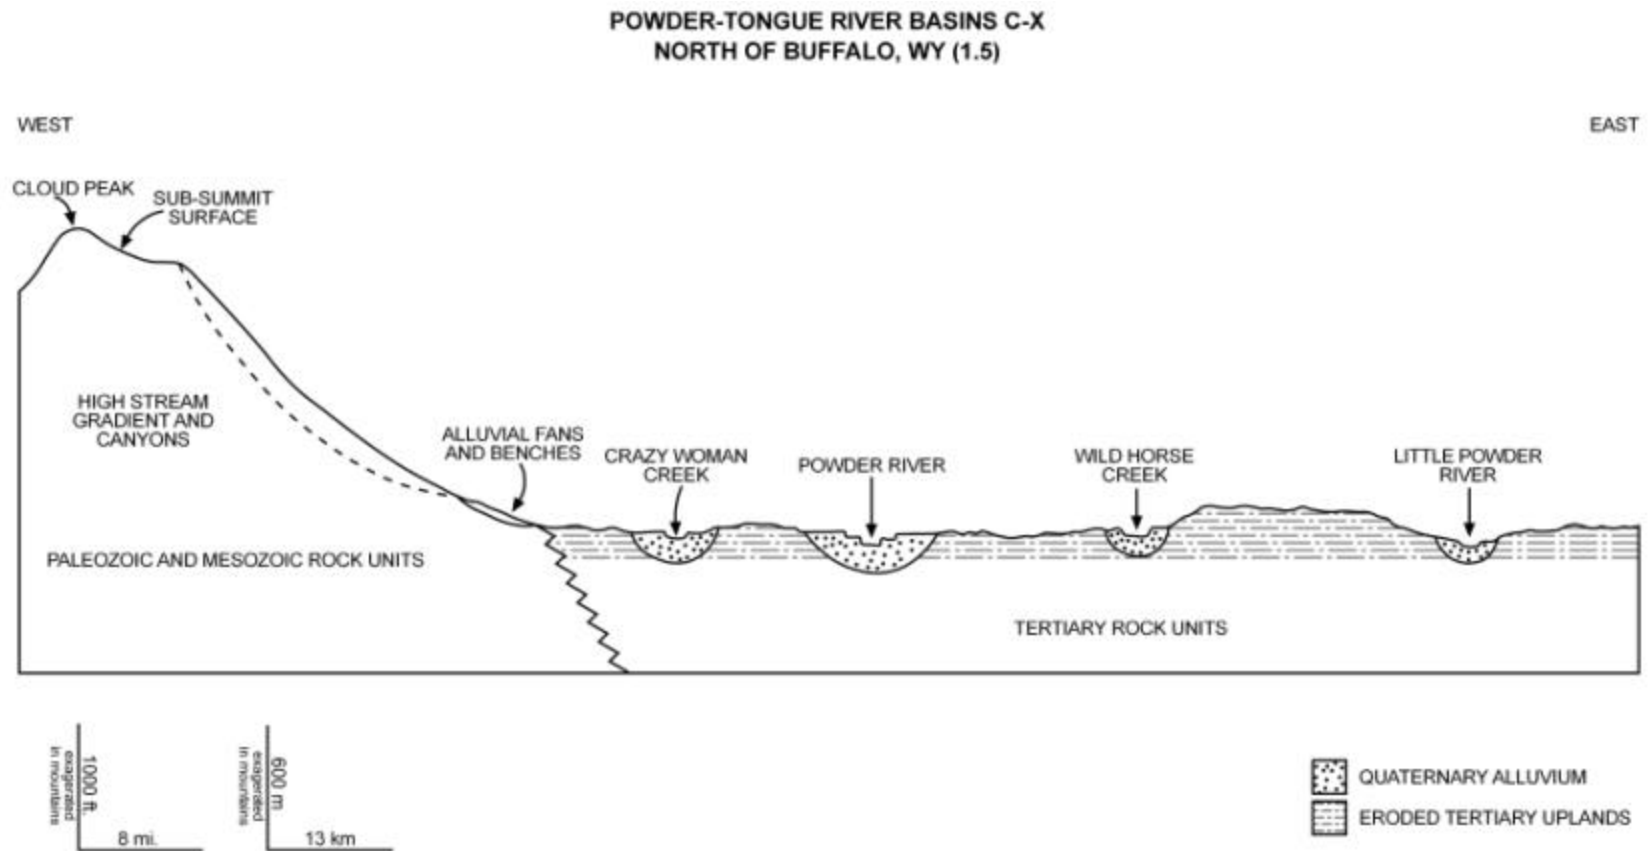 POWDER-TONGUE RIVER BASINS C-X
NORTH OF BUFFALO, WY (1.5)
WEST
EAST
CLOUD PEAK
SUB-SUMMIT
SURFACE
HIGH STREAM
GRADIENT AND
CANYONS
ALLUVIAL FANS
AND BENCHES
CRAZY WOMAN
CREEK
POWDER RIVER
WILD HORSE
CREEK
LITTLE POWDER
RIVER
PALEOZOIC AND MESOZOIC ROCK UNITS
TERTIARY ROCK UNITS
1000 ft.
exagerated
in mountains
8 mi.
600 m
exagerated
in mountains
13 km
QUATERNARY ALLUVIUM
ERODED TERTIARY UPLANDS